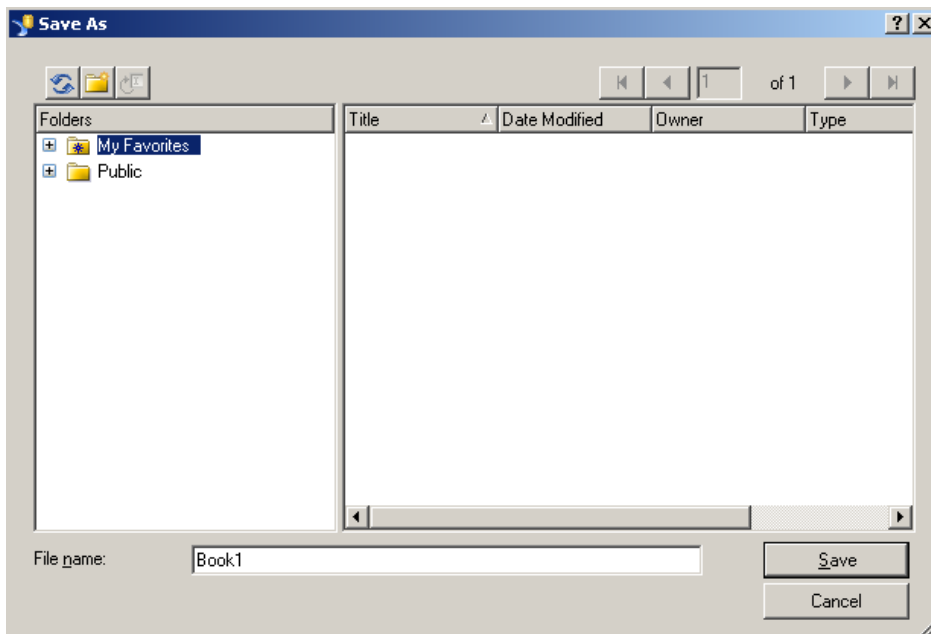 Save As
1 of 1
Folders
Title Date Modified Owner Type
My Favorites
Public
File name: Book1
Save
Cancel